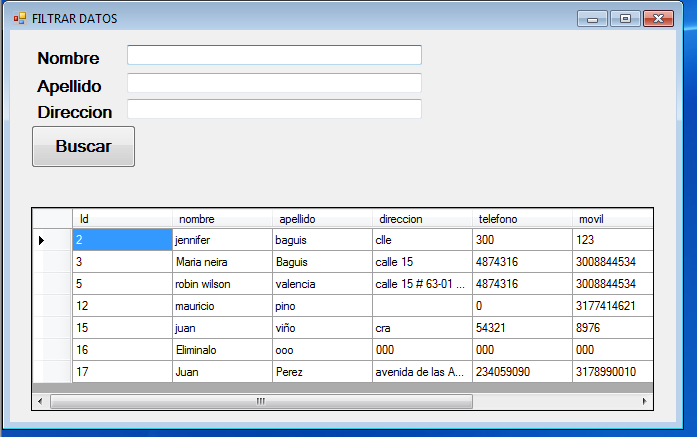 FILTRAR DATOS
Nombre
Apellido
Direccion
Buscar
Id nombre apellido direccion telefono movil
2 jennifer baguis clle 300 123
3 Maria neira Baguis calle 15 4874316 3008844534
5 robin wilson valencia calle 15 # 63-01 ... 4874316 3008844534
12 mauricio pino 0 3177414621
15 juan viño cra 54321 8976
16 Eliminalo ooo 000 000 000
17 Juan Perez avenida de las A... 234059090 3178990010